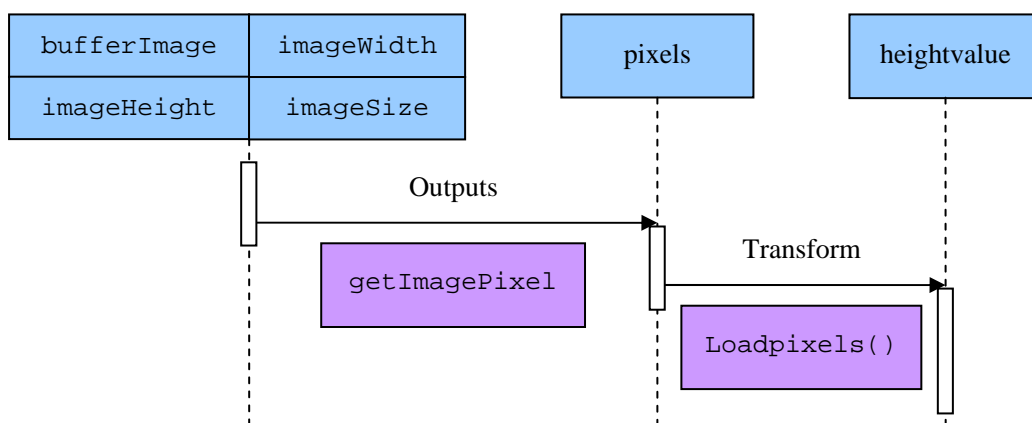 bufferImage imageWidth
imageHeight imageSize
pixels
heightvalue
Outputs
getImagePixel
Transform
Loadpixels()